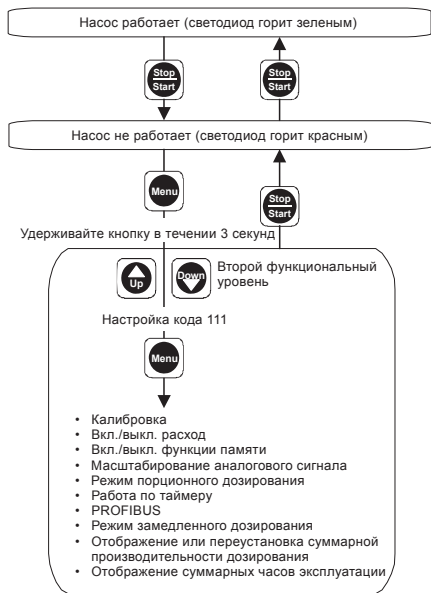 Насос работает (светодиод горит зеленым)
Stop
Start
Stop
Start
Насос не работает (светодиод горит красным)
Menu
Stop
Start
Удерживайте кнопку в течении 3 секунд
Up
Down
Второй функциональный
уровень
Настройка кода 111
Menu
• Калибровка
• Вкл./выкл. расход
• Вкл./выкл. функции памяти
• Масштабирование аналогового сигнала
• Режим порционного дозирования
• Работа по таймеру
• PROFIBUS
• Режим замедленного дозирования
• Отображение или переустановка суммарной
производительности дозирования
• Отображение суммарных часов эксплуатации